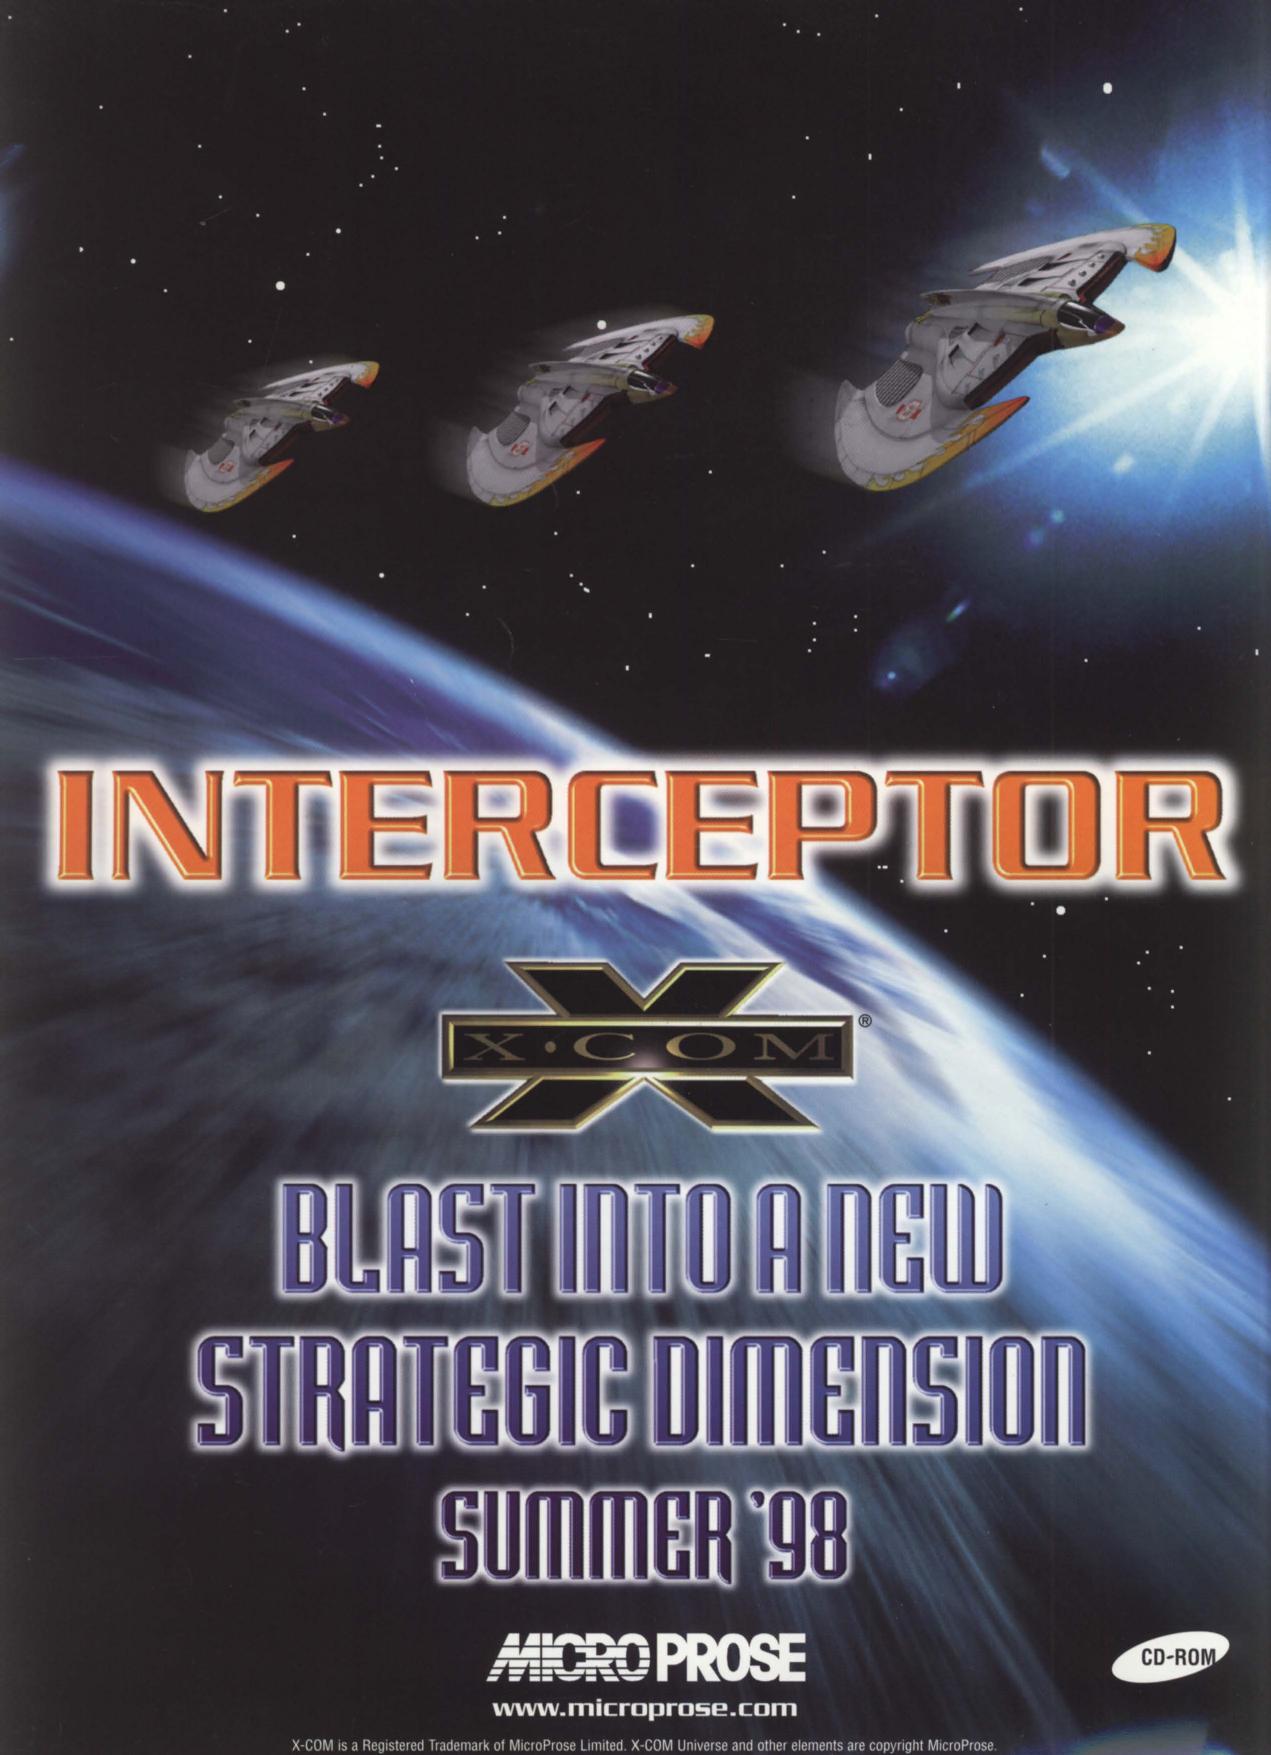 INTERCEPTOR
X·COM®
BLAST INTO A NEW
STRATEGIC DIMENSION
SUMMER '98
MICROPROSE
www.microprose.com
CD-ROM
X-COM is a Registered Trademark of MicroProse Limited. X-COM Universe and other elements are copyright MicroProse.